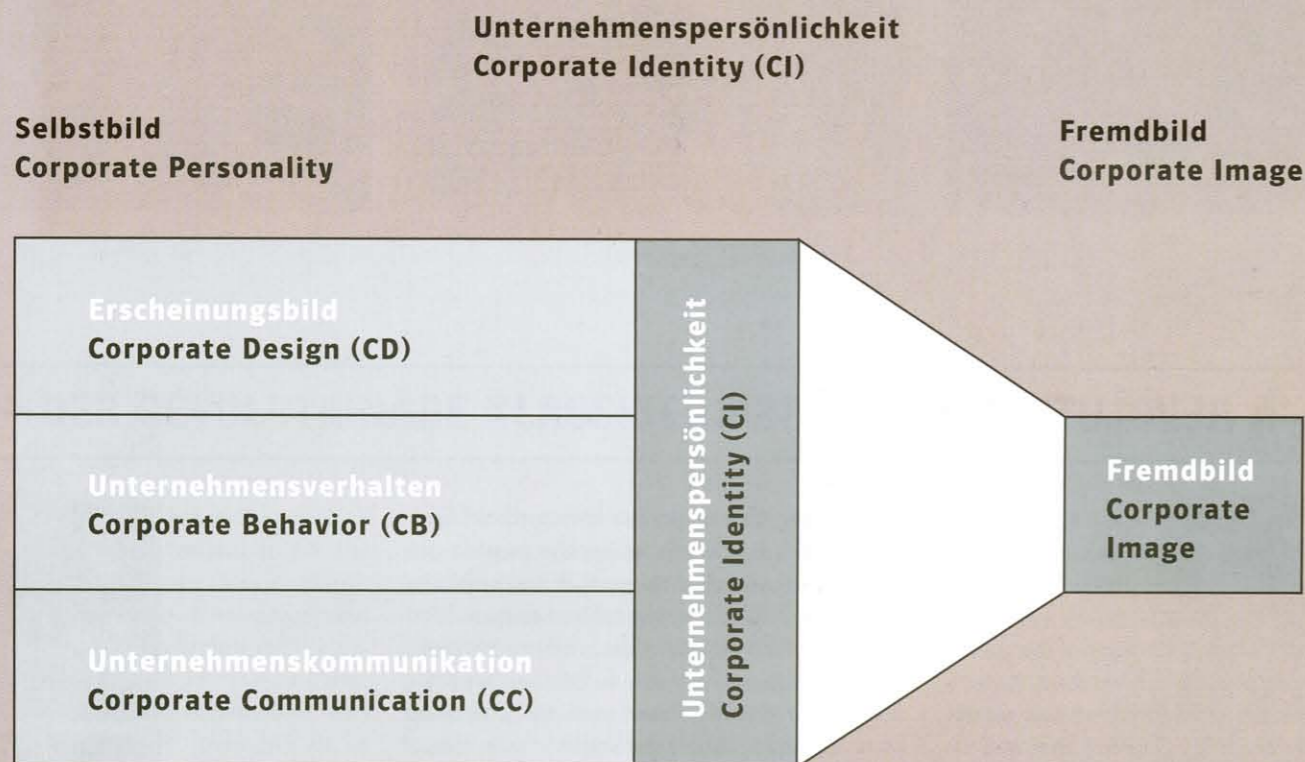 Unternehmenspersönlichkeit
Corporate Identity (CI)
Selbstbild
Corporate Personality
Fremdbild
Corporate Image
Erscheinungsbild
Corporate Design (CD)
Unternehmensverhalten
Corporate Behavior (CB)
Unternehmenskommunikation
Corporate Communication (CC)
Unternehmenspersönlichkeit
Corporate Identity (CI)
Fremdbild
Corporate
Image